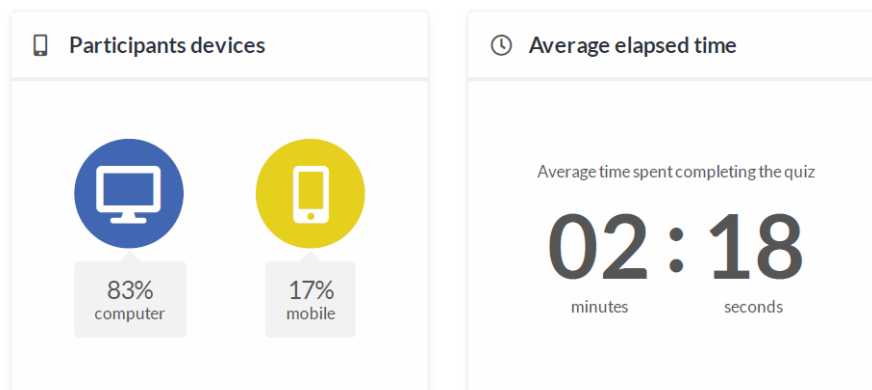 Participants devices
83%
computer
17%
mobile
Average elapsed time
Average time spent completing the quiz
02 : 18
minutes
seconds